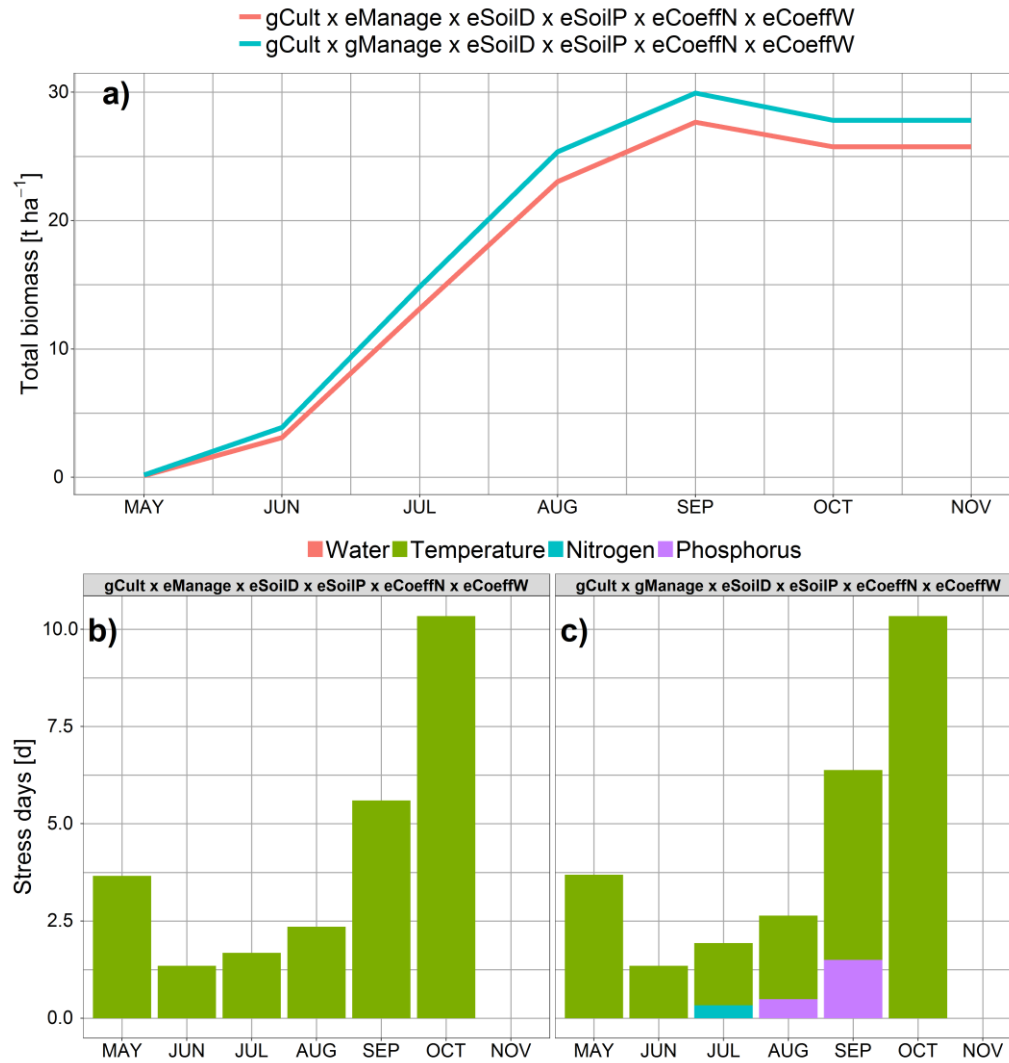 gCult x eManage x eSoilD x eSoilP x eCoeffN x eCoeffW
gCult x gManage x eSoilD x eSoilP x eCoeffN x eCoeffW
a)
Total biomass [t ha⁻¹]
30
20
10
0
MAY JUN JUL AUG SEP OCT NOV
Water Temperature Nitrogen Phosphorus
gCult x eManage x eSoilD x eSoilP x eCoeffN x eCoeffW
gCult x gManage x eSoilD x eSoilP x eCoeffN x eCoeffW
b)
c)
Stress days [d]
10.0
7.5
5.0
2.5
0.0
MAY JUN JUL AUG SEP OCT NOV
MAY JUN JUL AUG SEP OCT NOV